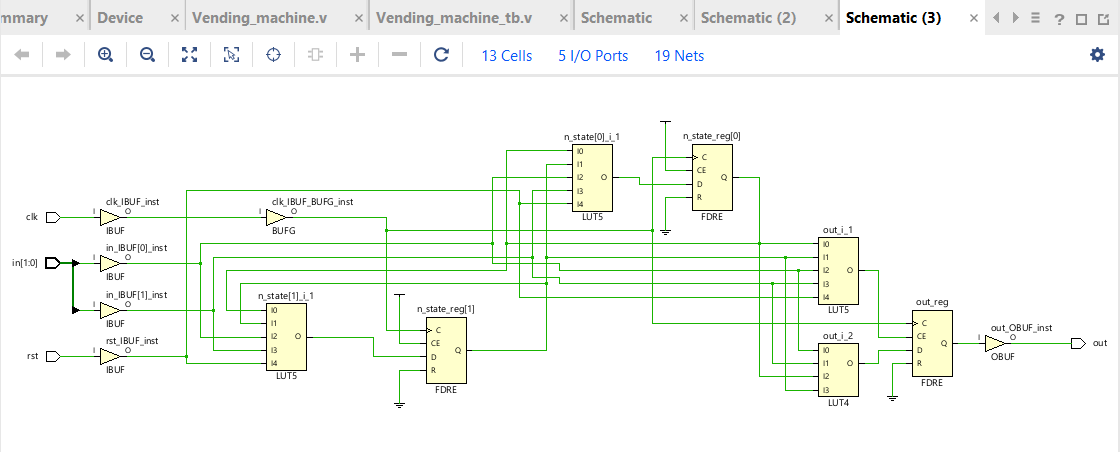 mmary × Device × Vending_machine.v × Vending_machine_tb.v × Schematic × Schematic (2) × Schematic (3) ×
13 Cells 5 I/O Ports 19 Nets
n_state[0]_i_1
I0
I1
I2
I3
I4
O
LUT5
n_state_reg[0]
C
CE
D
R
Q
FDRE
clk
clk_IBUF_inst
I O
IBUF
clk_IBUF_BUFG_inst
I O
BUFG
in[1:0]
in_IBUF[0]_inst
I O
IBUF
in_IBUF[1]_inst
I O
IBUF
rst
rst_IBUF_inst
I O
IBUF
n_state[1]_i_1
I0
I1
I2
I3
I4
O
LUT5
n_state_reg[1]
C
CE
D
R
Q
FDRE
out_i_1
I0
I1
I2
I3
I4
O
LUT5
out_i_2
I0
I1
I2
I3
O
LUT4
out_reg
C
CE
D
R
Q
FDRE
out_OBUF_inst
I O
OBUF
out